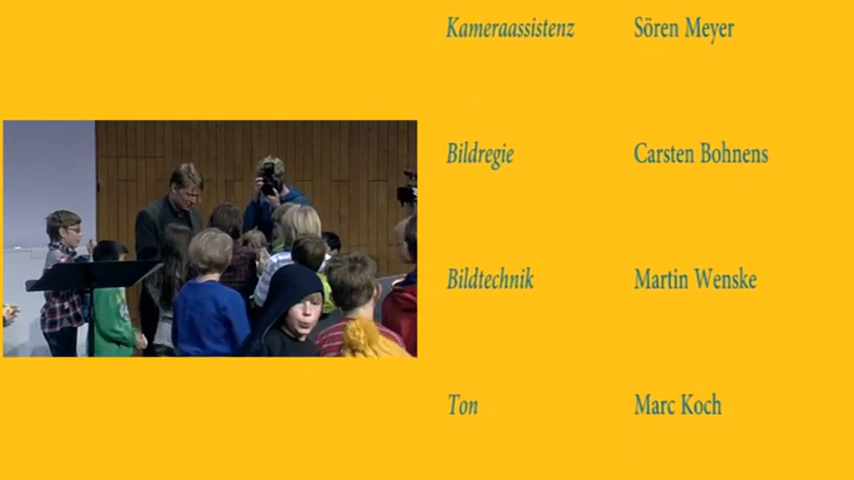 Kameraassistenz Sören Meyer
Bildregie Carsten Bohnens
Bildtechnik Martin Wenske
Ton Marc Koch